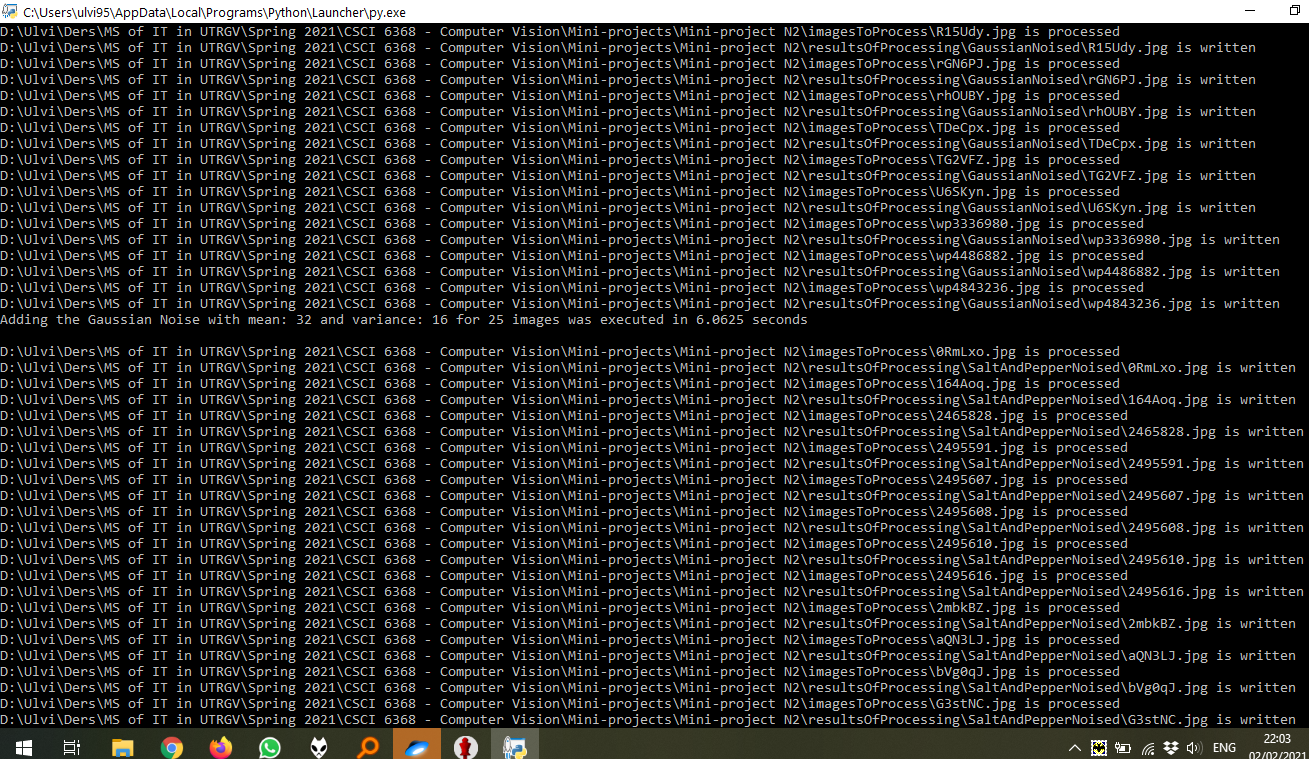 C:\Users\ulvi95\AppData\Local\Programs\Python\Launcher\py.exe
D:\Ulvi\Ders\MS of IT in UTRGV\Spring 2021\CSCI 6368 - Computer Vision\Mini-projects\Mini-project N2\imagesToProcess\R15Udy.jpg is processed
D:\Ulvi\Ders\MS of IT in UTRGV\Spring 2021\CSCI 6368 - Computer Vision\Mini-projects\Mini-project N2\resultsOfProcessing\GaussianNoised\R15Udy.jpg is written
D:\Ulvi\Ders\MS of IT in UTRGV\Spring 2021\CSCI 6368 - Computer Vision\Mini-projects\Mini-project N2\imagesToProcess\rGN6PJ.jpg is processed
D:\Ulvi\Ders\MS of IT in UTRGV\Spring 2021\CSCI 6368 - Computer Vision\Mini-projects\Mini-project N2\resultsOfProcessing\GaussianNoised\rGN6PJ.jpg is written
D:\Ulvi\Ders\MS of IT in UTRGV\Spring 2021\CSCI 6368 - Computer Vision\Mini-projects\Mini-project N2\imagesToProcess\rhOUBY.jpg is processed
D:\Ulvi\Ders\MS of IT in UTRGV\Spring 2021\CSCI 6368 - Computer Vision\Mini-projects\Mini-project N2\resultsOfProcessing\GaussianNoised\rhOUBY.jpg is written
D:\Ulvi\Ders\MS of IT in UTRGV\Spring 2021\CSCI 6368 - Computer Vision\Mini-projects\Mini-project N2\imagesToProcess\TDeCpx.jpg is processed
D:\Ulvi\Ders\MS of IT in UTRGV\Spring 2021\CSCI 6368 - Computer Vision\Mini-projects\Mini-project N2\resultsOfProcessing\GaussianNoised\TDeCpx.jpg is written
D:\Ulvi\Ders\MS of IT in UTRGV\Spring 2021\CSCI 6368 - Computer Vision\Mini-projects\Mini-project N2\imagesToProcess\TG2VFZ.jpg is processed
D:\Ulvi\Ders\MS of IT in UTRGV\Spring 2021\CSCI 6368 - Computer Vision\Mini-projects\Mini-project N2\resultsOfProcessing\GaussianNoised\TG2VFZ.jpg is written
D:\Ulvi\Ders\MS of IT in UTRGV\Spring 2021\CSCI 6368 - Computer Vision\Mini-projects\Mini-project N2\imagesToProcess\U6SKyn.jpg is processed
D:\Ulvi\Ders\MS of IT in UTRGV\Spring 2021\CSCI 6368 - Computer Vision\Mini-projects\Mini-project N2\resultsOfProcessing\GaussianNoised\U6SKyn.jpg is written
D:\Ulvi\Ders\MS of IT in UTRGV\Spring 2021\CSCI 6368 - Computer Vision\Mini-projects\Mini-project N2\imagesToProcess\wp3336980.jpg is processed
D:\Ulvi\Ders\MS of IT in UTRGV\Spring 2021\CSCI 6368 - Computer Vision\Mini-projects\Mini-project N2\resultsOfProcessing\GaussianNoised\wp3336980.jpg is written
D:\Ulvi\Ders\MS of IT in UTRGV\Spring 2021\CSCI 6368 - Computer Vision\Mini-projects\Mini-project N2\imagesToProcess\wp4486882.jpg is processed
D:\Ulvi\Ders\MS of IT in UTRGV\Spring 2021\CSCI 6368 - Computer Vision\Mini-projects\Mini-project N2\resultsOfProcessing\GaussianNoised\wp4486882.jpg is written
D:\Ulvi\Ders\MS of IT in UTRGV\Spring 2021\CSCI 6368 - Computer Vision\Mini-projects\Mini-project N2\imagesToProcess\wp4843236.jpg is processed
D:\Ulvi\Ders\MS of IT in UTRGV\Spring 2021\CSCI 6368 - Computer Vision\Mini-projects\Mini-project N2\resultsOfProcessing\GaussianNoised\wp4843236.jpg is written
Adding the Gaussian Noise with mean: 32 and variance: 16 for 25 images was executed in 6.0625 seconds
D:\Ulvi\Ders\MS of IT in UTRGV\Spring 2021\CSCI 6368 - Computer Vision\Mini-projects\Mini-project N2\imagesToProcess\0RmLxo.jpg is processed
D:\Ulvi\Ders\MS of IT in UTRGV\Spring 2021\CSCI 6368 - Computer Vision\Mini-projects\Mini-project N2\resultsOfProcessing\SaltAndPepperNoised\0RmLxo.jpg is written
D:\Ulvi\Ders\MS of IT in UTRGV\Spring 2021\CSCI 6368 - Computer Vision\Mini-projects\Mini-project N2\imagesToProcess\164Aoq.jpg is processed
D:\Ulvi\Ders\MS of IT in UTRGV\Spring 2021\CSCI 6368 - Computer Vision\Mini-projects\Mini-project N2\resultsOfProcessing\SaltAndPepperNoised\164Aoq.jpg is written
D:\Ulvi\Ders\MS of IT in UTRGV\Spring 2021\CSCI 6368 - Computer Vision\Mini-projects\Mini-project N2\imagesToProcess\2465828.jpg is processed
D:\Ulvi\Ders\MS of IT in UTRGV\Spring 2021\CSCI 6368 - Computer Vision\Mini-projects\Mini-project N2\resultsOfProcessing\SaltAndPepperNoised\2465828.jpg is written
D:\Ulvi\Ders\MS of IT in UTRGV\Spring 2021\CSCI 6368 - Computer Vision\Mini-projects\Mini-project N2\imagesToProcess\2495591.jpg is processed
D:\Ulvi\Ders\MS of IT in UTRGV\Spring 2021\CSCI 6368 - Computer Vision\Mini-projects\Mini-project N2\resultsOfProcessing\SaltAndPepperNoised\2495591.jpg is written
D:\Ulvi\Ders\MS of IT in UTRGV\Spring 2021\CSCI 6368 - Computer Vision\Mini-projects\Mini-project N2\imagesToProcess\2495607.jpg is processed
D:\Ulvi\Ders\MS of IT in UTRGV\Spring 2021\CSCI 6368 - Computer Vision\Mini-projects\Mini-project N2\resultsOfProcessing\SaltAndPepperNoised\2495607.jpg is written
D:\Ulvi\Ders\MS of IT in UTRGV\Spring 2021\CSCI 6368 - Computer Vision\Mini-projects\Mini-project N2\imagesToProcess\2495608.jpg is processed
D:\Ulvi\Ders\MS of IT in UTRGV\Spring 2021\CSCI 6368 - Computer Vision\Mini-projects\Mini-project N2\resultsOfProcessing\SaltAndPepperNoised\2495608.jpg is written
D:\Ulvi\Ders\MS of IT in UTRGV\Spring 2021\CSCI 6368 - Computer Vision\Mini-projects\Mini-project N2\imagesToProcess\2495610.jpg is processed
D:\Ulvi\Ders\MS of IT in UTRGV\Spring 2021\CSCI 6368 - Computer Vision\Mini-projects\Mini-project N2\resultsOfProcessing\SaltAndPepperNoised\2495610.jpg is written
D:\Ulvi\Ders\MS of IT in UTRGV\Spring 2021\CSCI 6368 - Computer Vision\Mini-projects\Mini-project N2\imagesToProcess\2495616.jpg is processed
D:\Ulvi\Ders\MS of IT in UTRGV\Spring 2021\CSCI 6368 - Computer Vision\Mini-projects\Mini-project N2\resultsOfProcessing\SaltAndPepperNoised\2495616.jpg is written
D:\Ulvi\Ders\MS of IT in UTRGV\Spring 2021\CSCI 6368 - Computer Vision\Mini-projects\Mini-project N2\imagesToProcess\2mbkBZ.jpg is processed
D:\Ulvi\Ders\MS of IT in UTRGV\Spring 2021\CSCI 6368 - Computer Vision\Mini-projects\Mini-project N2\resultsOfProcessing\SaltAndPepperNoised\2mbkBZ.jpg is written
D:\Ulvi\Ders\MS of IT in UTRGV\Spring 2021\CSCI 6368 - Computer Vision\Mini-projects\Mini-project N2\imagesToProcess\aQN3LJ.jpg is processed
D:\Ulvi\Ders\MS of IT in UTRGV\Spring 2021\CSCI 6368 - Computer Vision\Mini-projects\Mini-project N2\resultsOfProcessing\SaltAndPepperNoised\aQN3LJ.jpg is written
D:\Ulvi\Ders\MS of IT in UTRGV\Spring 2021\CSCI 6368 - Computer Vision\Mini-projects\Mini-project N2\imagesToProcess\bVg0qJ.jpg is processed
D:\Ulvi\Ders\MS of IT in UTRGV\Spring 2021\CSCI 6368 - Computer Vision\Mini-projects\Mini-project N2\resultsOfProcessing\SaltAndPepperNoised\bVg0qJ.jpg is written
D:\Ulvi\Ders\MS of IT in UTRGV\Spring 2021\CSCI 6368 - Computer Vision\Mini-projects\Mini-project N2\imagesToProcess\G3stNC.jpg is processed
D:\Ulvi\Ders\MS of IT in UTRGV\Spring 2021\CSCI 6368 - Computer Vision\Mini-projects\Mini-project N2\resultsOfProcessing\SaltAndPepperNoised\G3stNC.jpg is written
ENG
22:03
02/02/2021